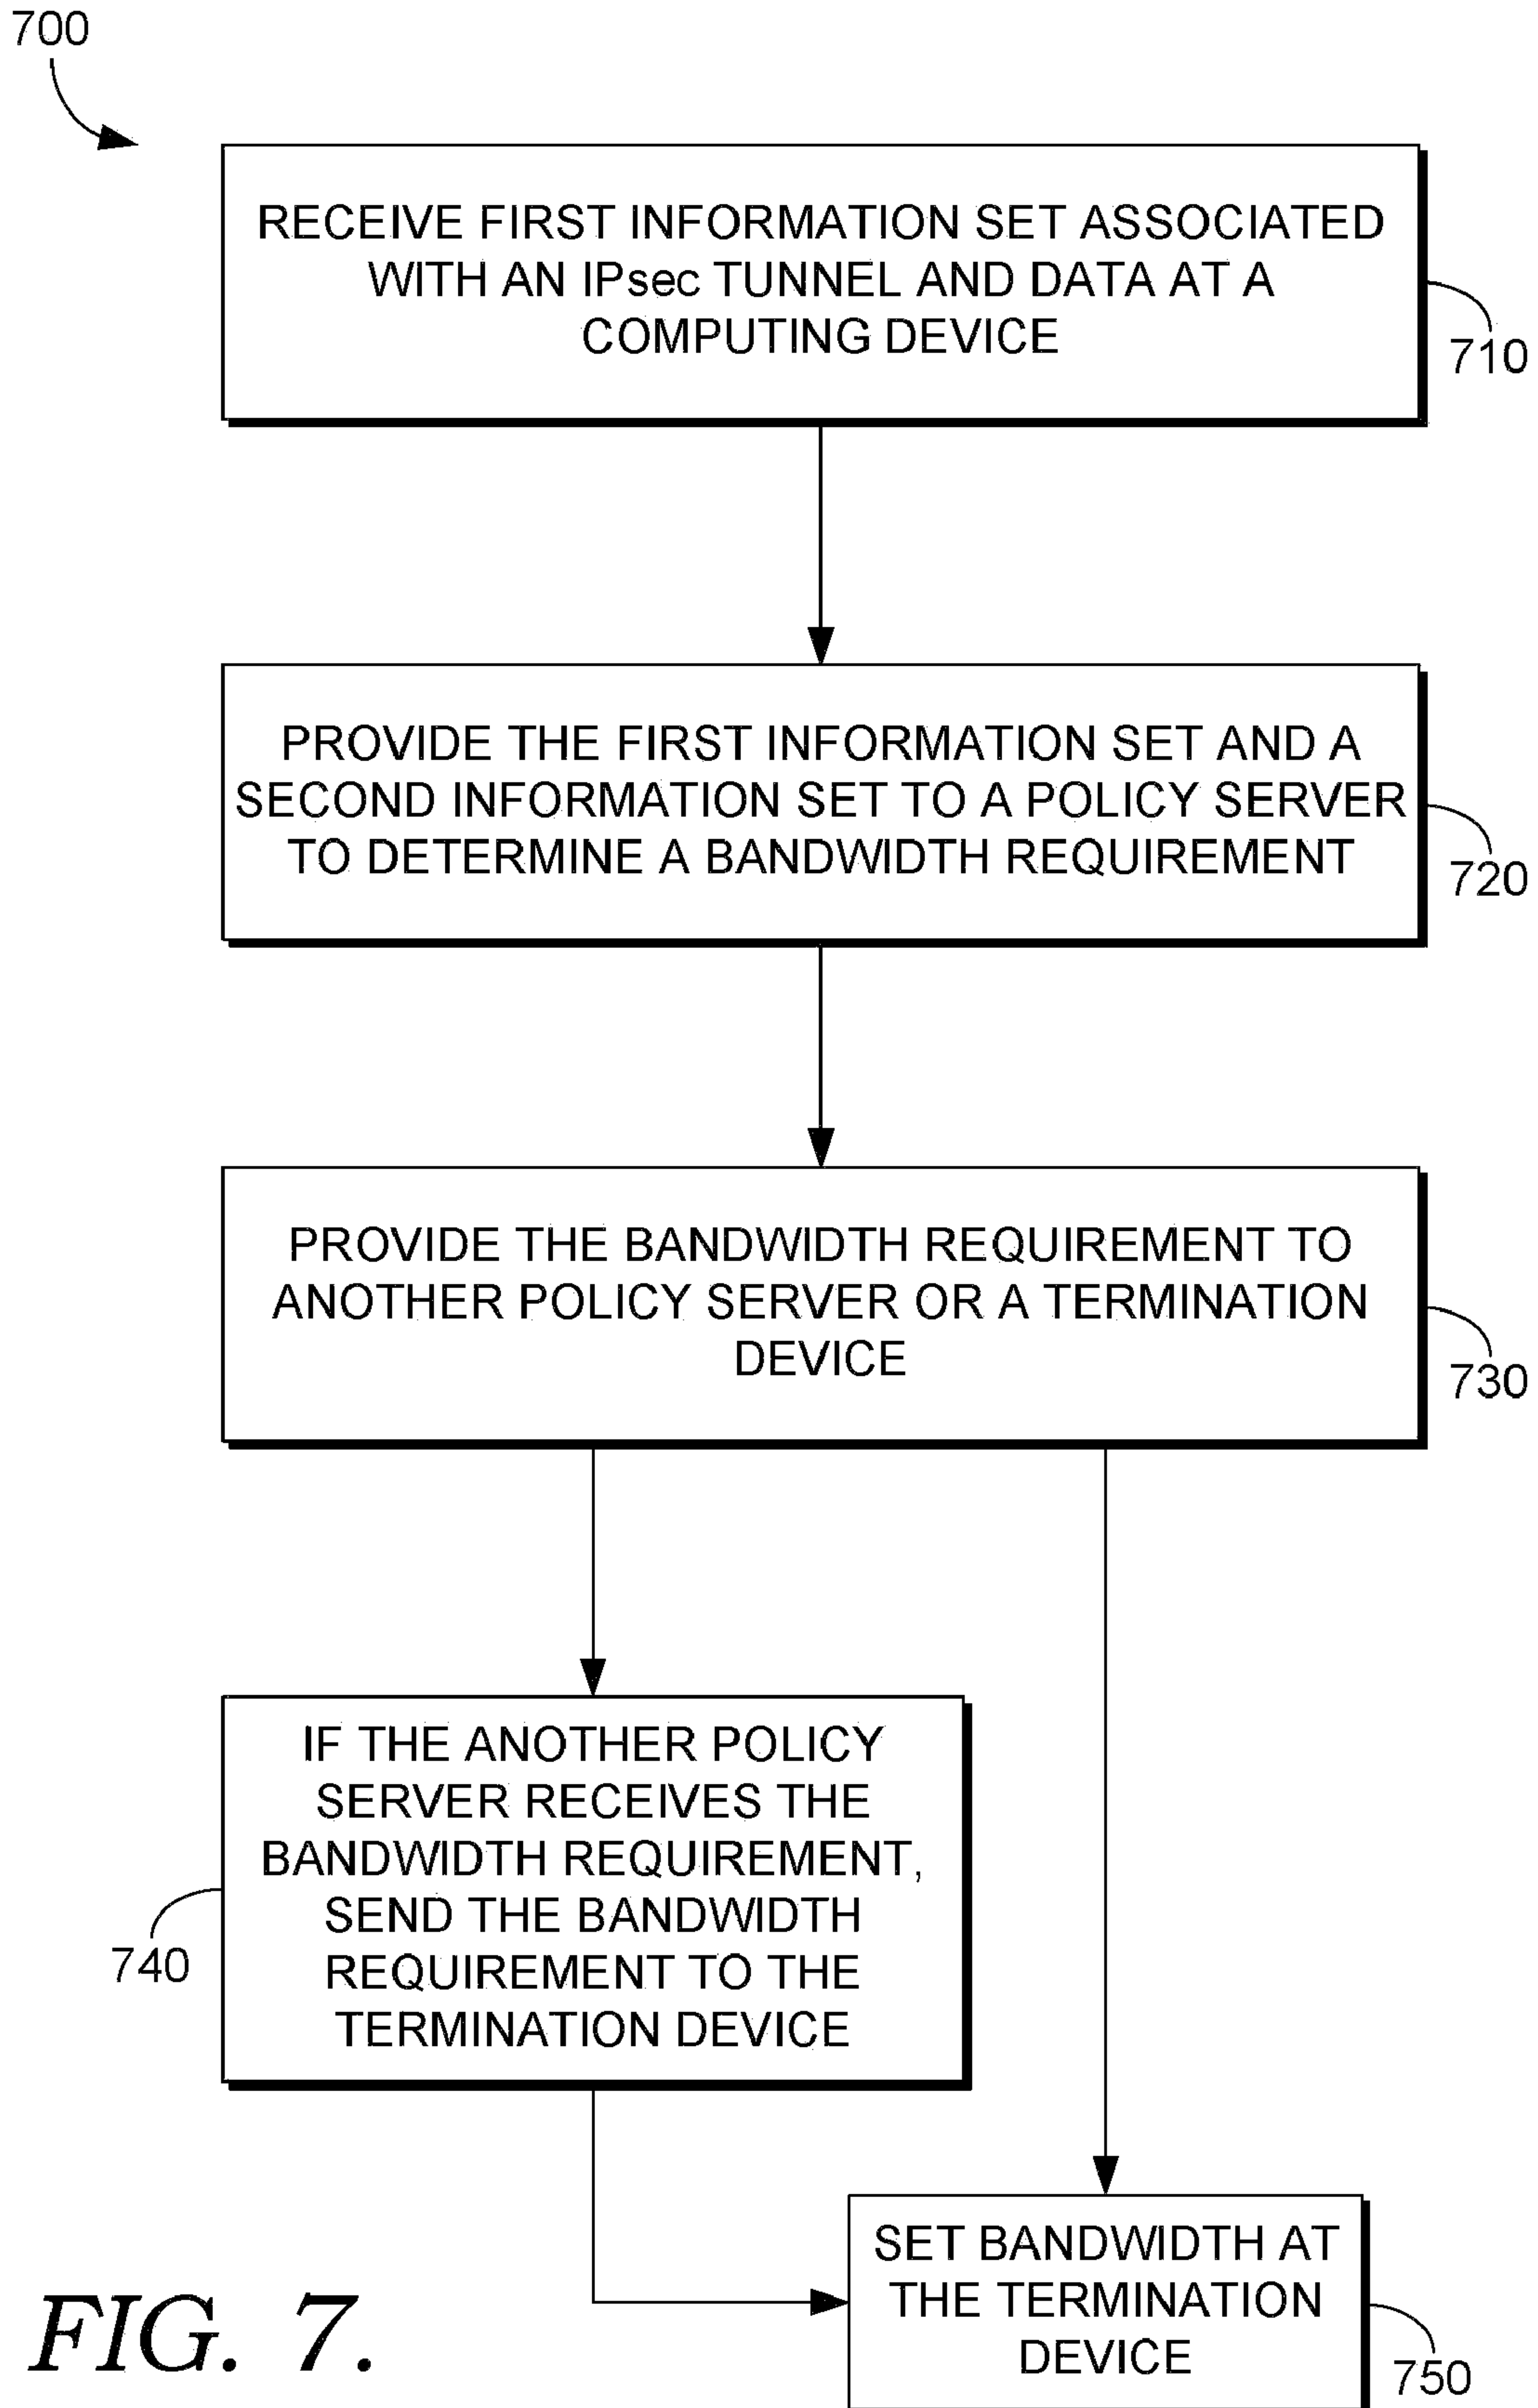 700
RECEIVE FIRST INFORMATION SET ASSOCIATED
WITH AN IPsec TUNNEL AND DATA AT A
COMPUTING DEVICE
710
PROVIDE THE FIRST INFORMATION SET AND A
SECOND INFORMATION SET TO A POLICY SERVER
TO DETERMINE A BANDWIDTH REQUIREMENT
720
PROVIDE THE BANDWIDTH REQUIREMENT TO
ANOTHER POLICY SERVER OR A TERMINATION
DEVICE
730
IF THE ANOTHER POLICY
SERVER RECEIVES THE
BANDWIDTH REQUIREMENT,
SEND THE BANDWIDTH
REQUIREMENT TO THE
TERMINATION DEVICE
740
SET BANDWIDTH AT
THE TERMINATION
DEVICE
750
FIG. 7.